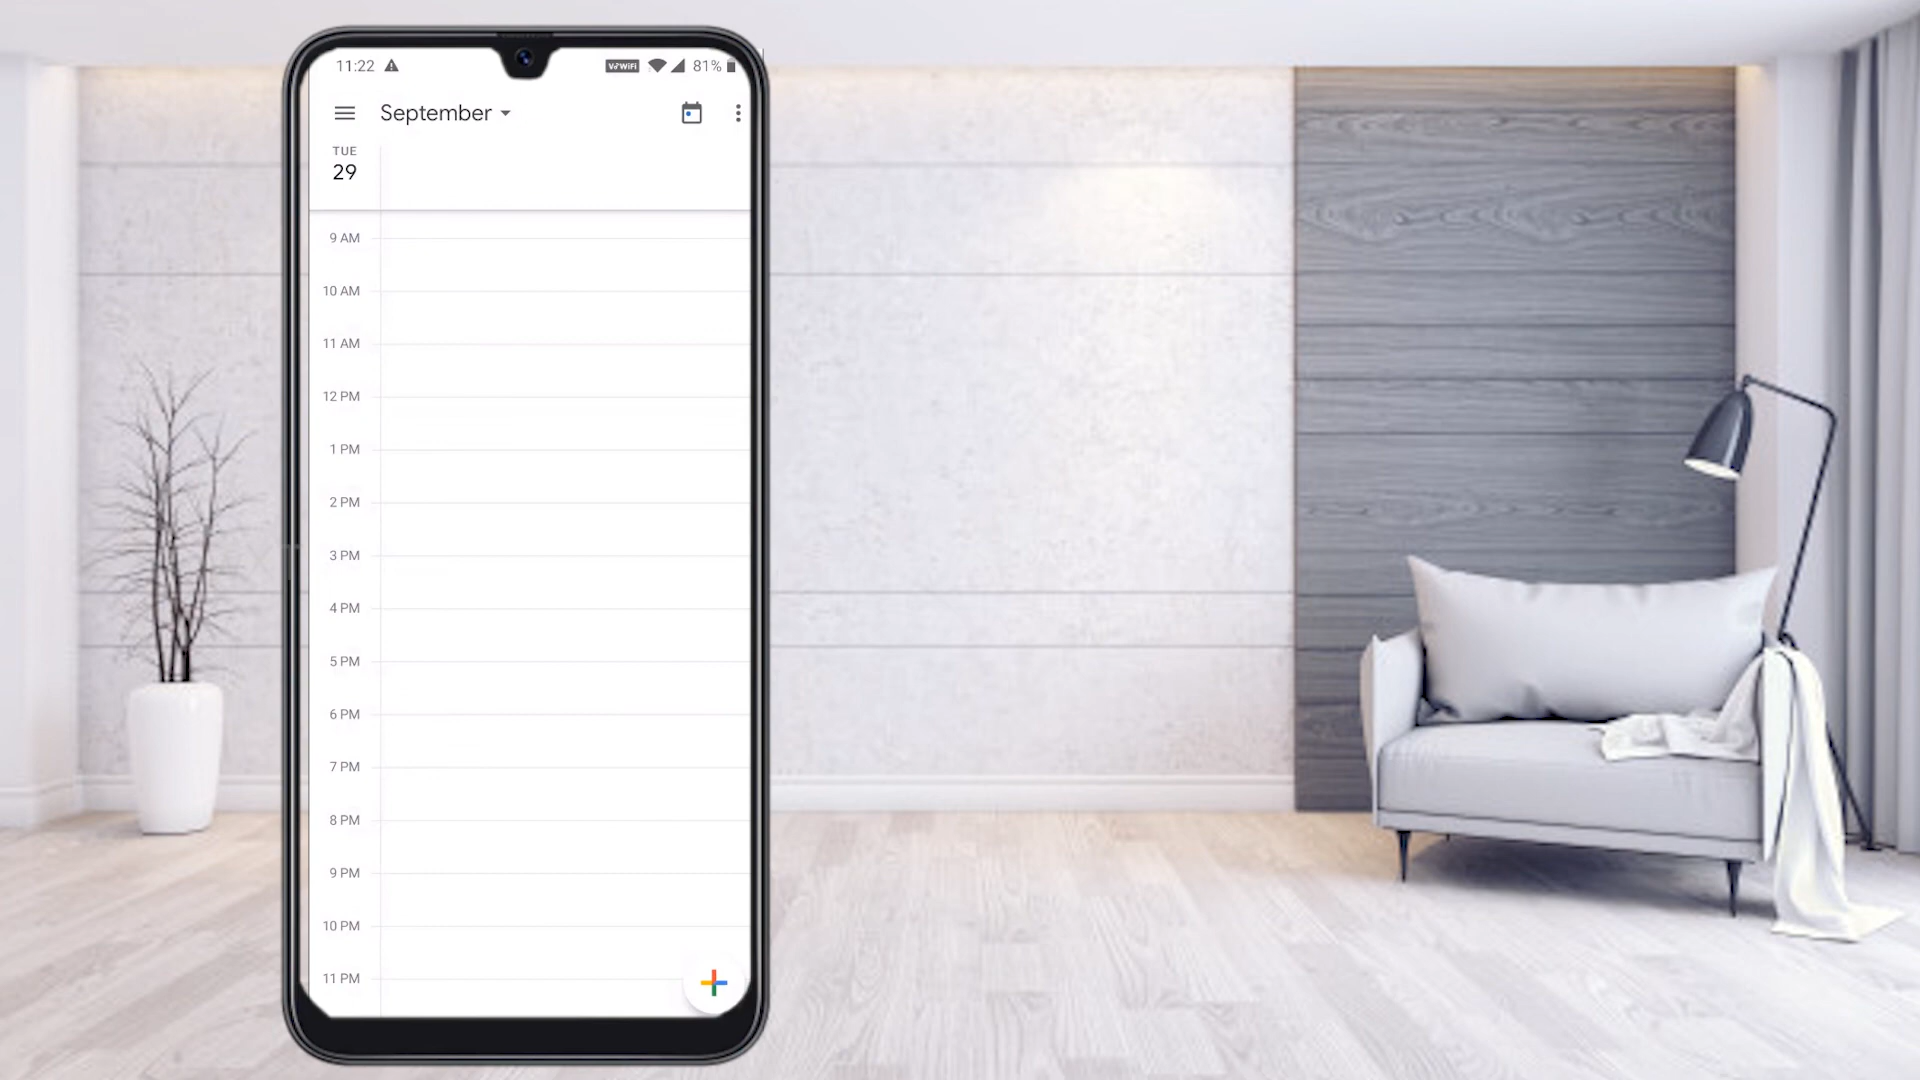 11:22
VoWiFi
81%
September
TUE
29
9 AM
10 AM
11 AM
12 PM
1 PM
2 PM
3 PM
4 PM
5 PM
6 PM
7 PM
8 PM
9 PM
10 PM
11 PM